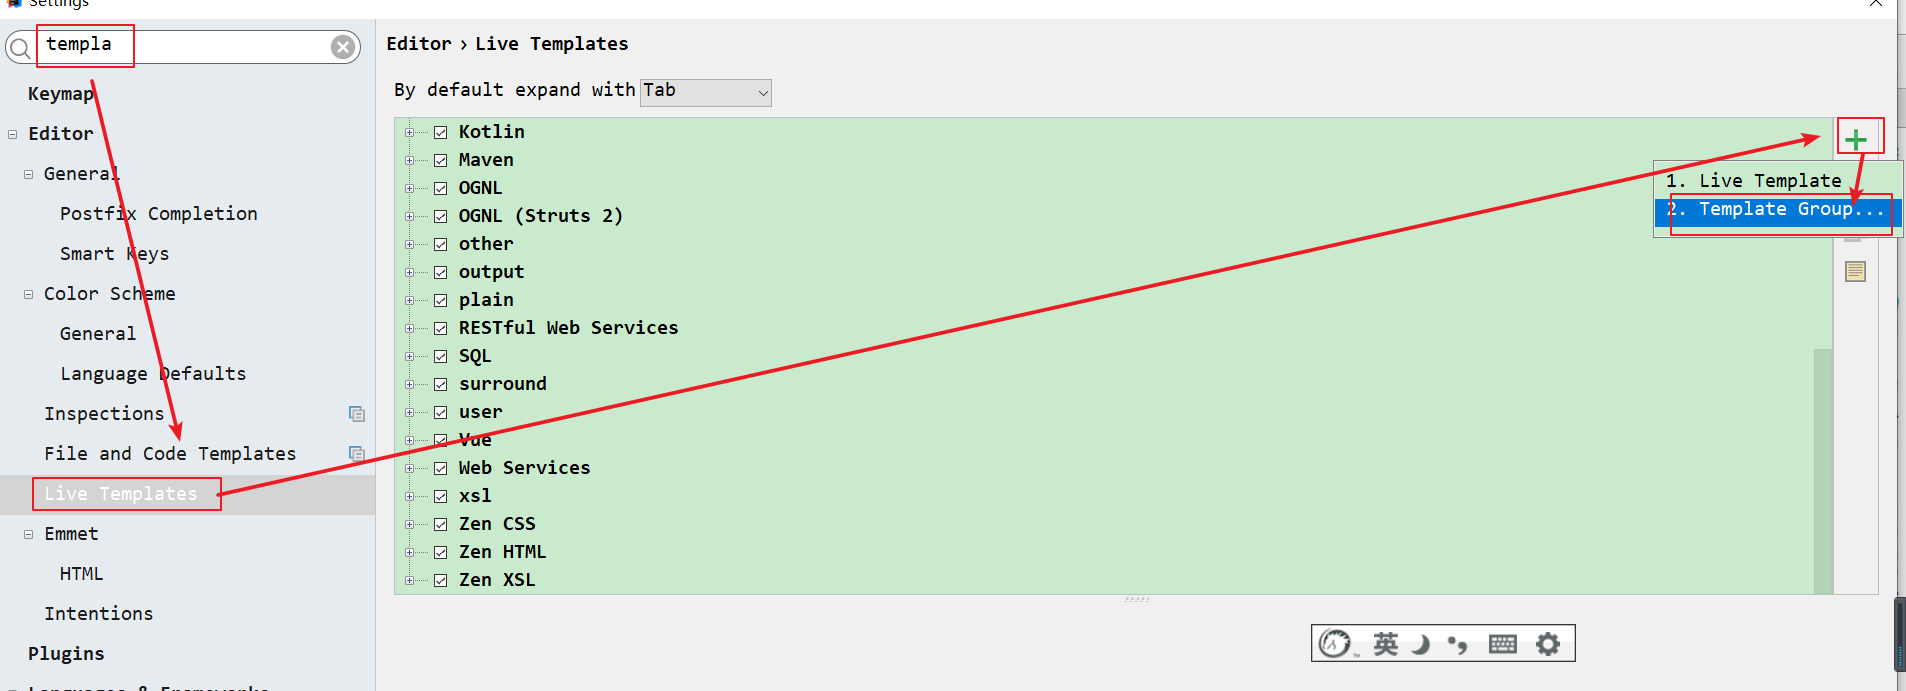 Settings
templa
Keymap
Editor
General
Postfix Completion
Smart Keys
Color Scheme
General
Language Defaults
Inspections
File and Code Templates
Live Templates
Emmet
HTML
Intentions
Plugins
Languages & Frameworks
Editor › Live Templates
By default expand with Tab
Kotlin
Maven
OGNL
OGNL (Struts 2)
other
output
plain
RESTful Web Services
SQL
surround
user
Vue
Web Services
xsl
Zen CSS
Zen HTML
Zen XSL
1. Live Template
2. Template Group...
英